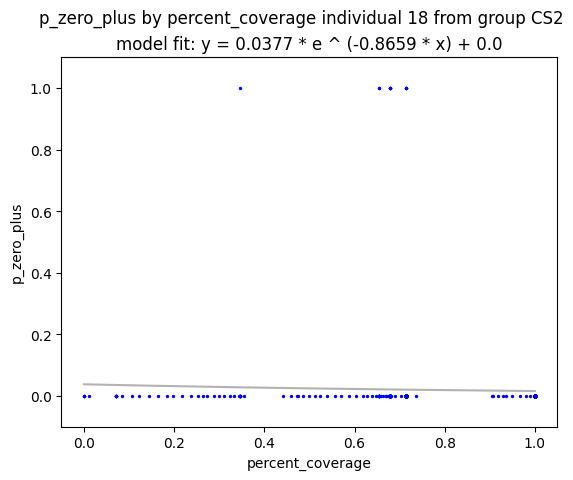 p_zero_plus by percent_coverage individual 18 from group CS2
model fit: y = 0.0377 * e ^ (-0.8659 * x) + 0.0
1.0
0.8
0.6
0.4
0.2
0.0
p_zero_plus
0.0 0.2 0.4 0.6 0.8 1.0
percent_coverage